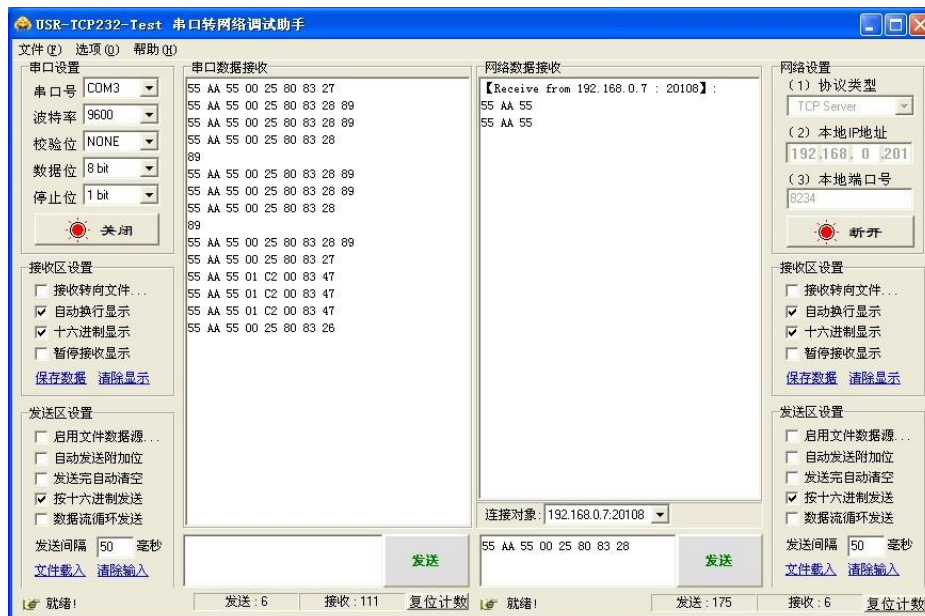 USR-TCP232-Test 串口转网络调试助手
文件(F) 选项(O) 帮助(H)
串口设置
串口号 COM3
波特率 9600
校验位 NONE
数据位 8 bit
停止位 1 bit
关闭
接收区设置
接收转向文件...
自动换行显示
十六进制显示
暂停接收显示
保存数据 清除显示
发送区设置
启用文件数据源...
自动发送附加位
发送完自动清空
按十六进制发送
数据流循环发送
发送间隔 50 毫秒
文件载入 清除输入
串口数据接收
55 AA 55 00 25 80 83 27
55 AA 55 00 25 80 83 28 89
55 AA 55 00 25 80 83 28 89
55 AA 55 00 25 80 83 28
89
55 AA 55 00 25 80 83 28 89
55 AA 55 00 25 80 83 28 89
55 AA 55 00 25 80 83 28
89
55 AA 55 00 25 80 83 28 89
55 AA 55 00 25 80 83 27
55 AA 55 01 C2 00 83 47
55 AA 55 01 C2 00 83 47
55 AA 55 01 C2 00 83 47
55 AA 55 00 25 80 83 26
发送
网络数据接收
【Receive from 192.168.0.7 : 20108】:
55 AA 55
55 AA 55
连接对象: 192.168.0.7:20108
55 AA 55 00 25 80 83 28
发送
网络设置
(1) 协议类型
TCP Server
(2) 本地IP地址
192.168. 0 .201
(3) 本地端口号
8234
断开
接收区设置
接收转向文件...
自动换行显示
十六进制显示
暂停接收显示
保存数据 清除显示
发送区设置
启用文件数据源...
自动发送附加位
发送完自动清空
按十六进制发送
数据流循环发送
发送间隔 50 毫秒
文件载入 清除输入
就绪! 发送:6 接收:111 复位计数
就绪! 发送:175 接收:6 复位计数